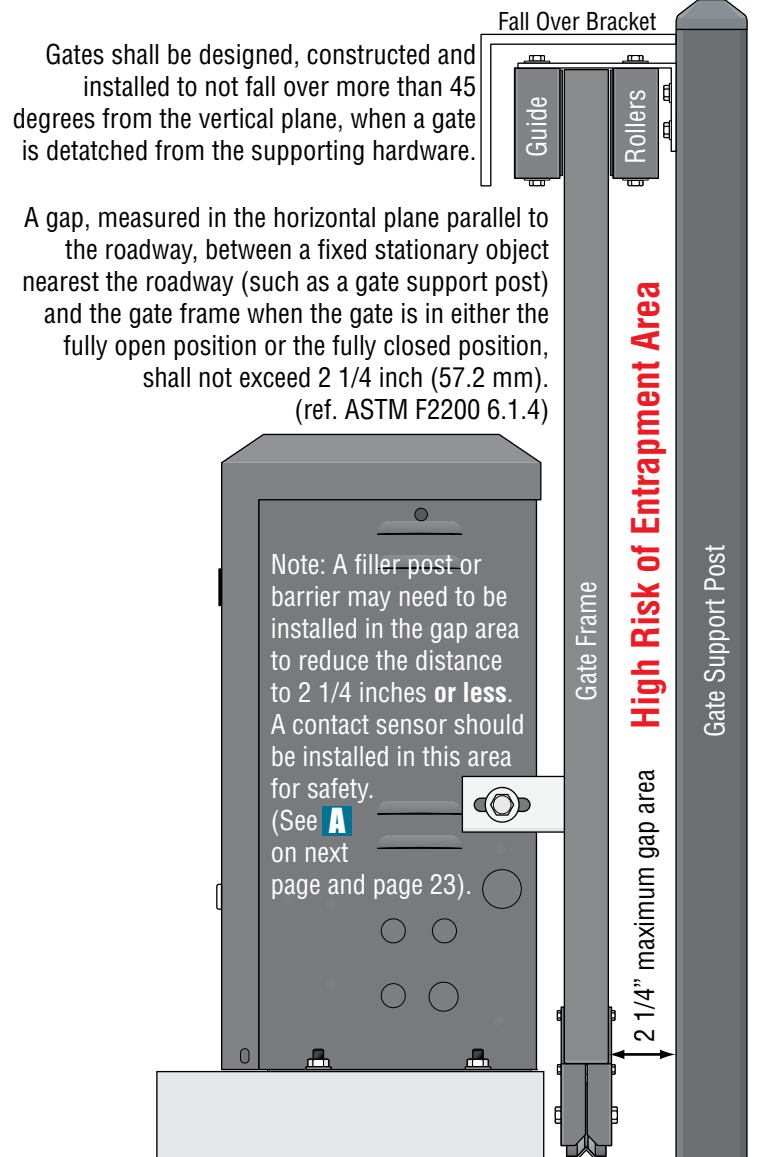 Fall Over Bracket
Gates shall be designed, constructed and
installed to not fall over more than 45
degrees from the vertical plane, when a gate
is detatched from the supporting hardware.
Guide
Rollers
A gap, measured in the horizontal plane parallel to
the roadway, between a fixed stationary object
nearest the roadway (such as a gate support post)
and the gate frame when the gate is in either the
fully open position or the fully closed position,
shall not exceed 2 1/4 inch (57.2 mm).
(ref. ASTM F2200 6.1.4)
High Risk of Entrapment Area
Gate Support Post
Gate Frame
Note: A filler post or
barrier may need to be
installed in the gap area
to reduce the distance
to 2 1/4 inches or less.
A contact sensor should
be installed in this area
for safety.
(See A
on next
page and page 23).
2 1/4” maximum gap area